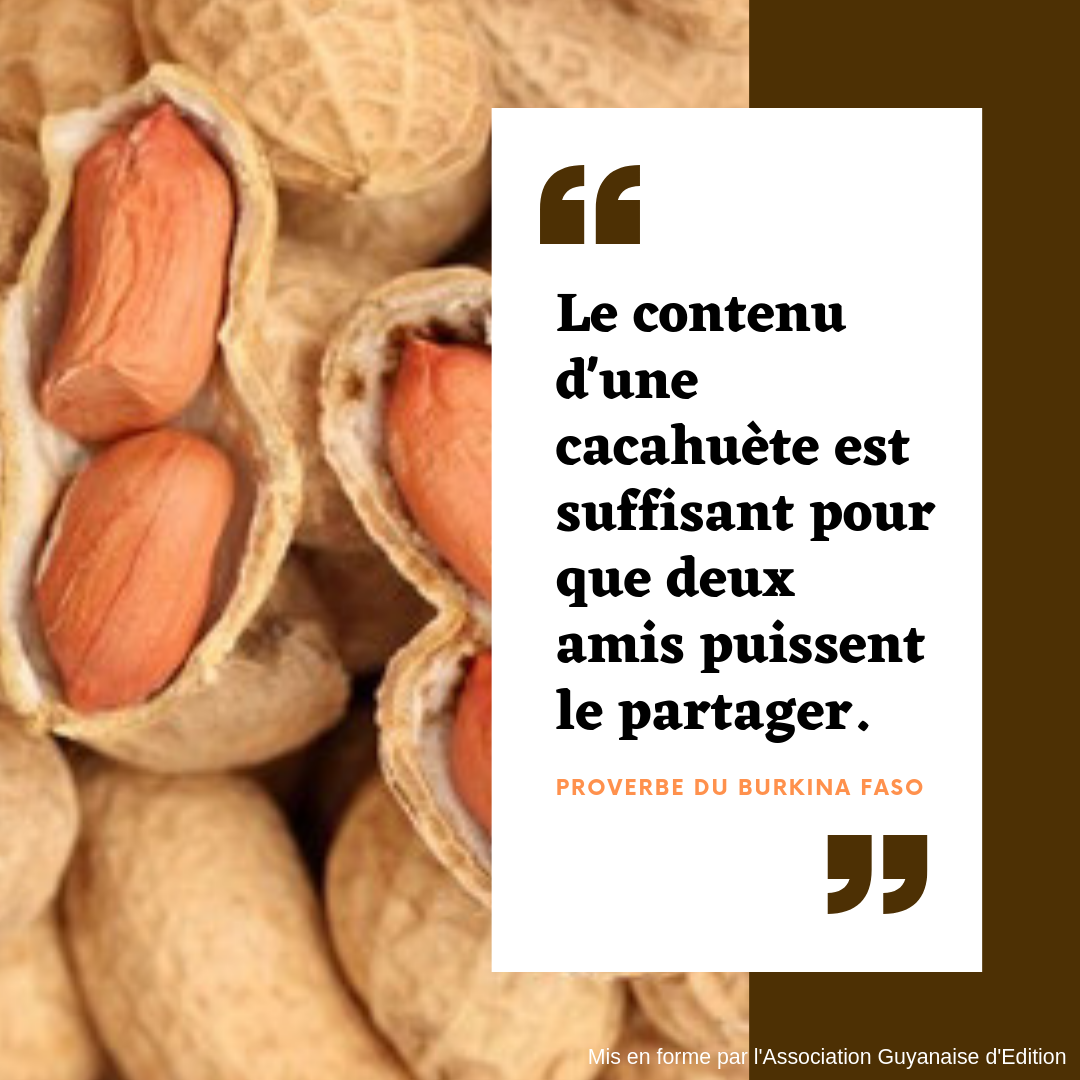 “
Le contenu
d'une
cacahuète est
suffisant pour
que deux
amis puissent
le partager.
PROVERBE DU BURKINA FASO
”
Mis en forme par l'Association Guyanaise d'Edition